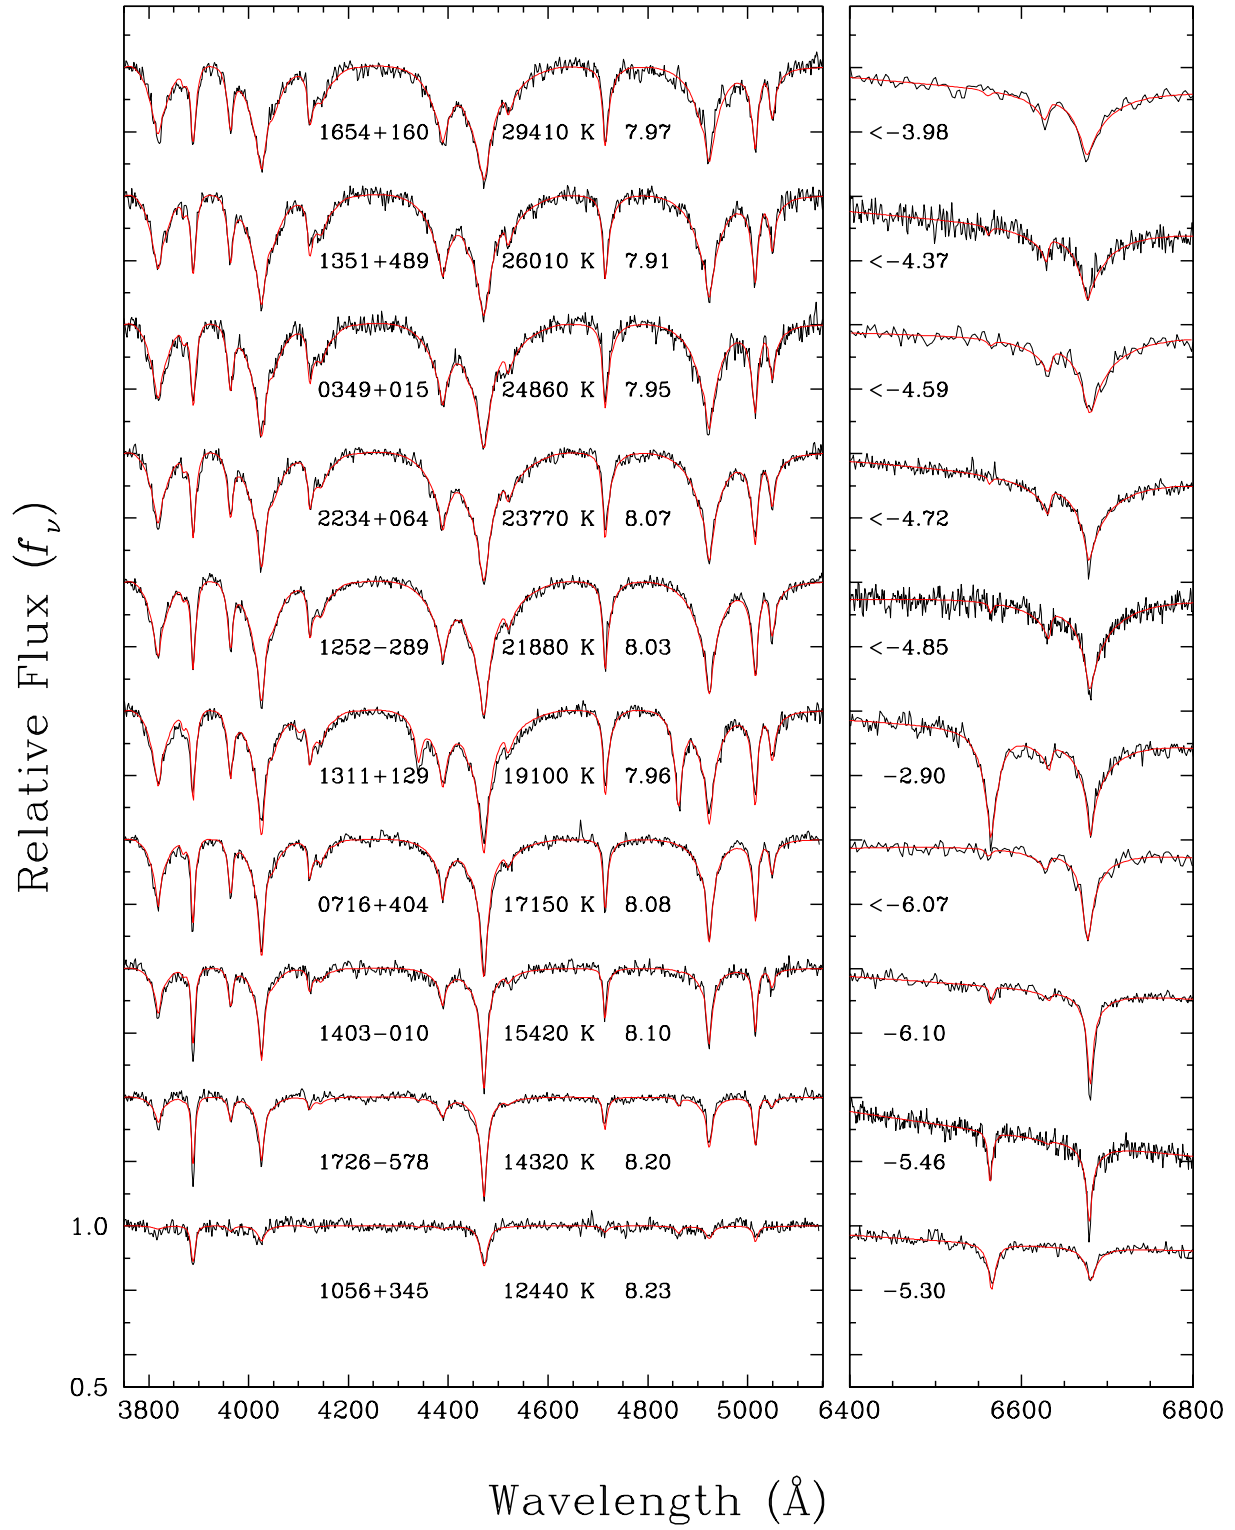 Relative Flux (f ν)
1654+160 29410 K 7.97 <−3.98
1351+489 26010 K 7.91 <−4.37
0349+015 24860 K 7.95 <−4.59
2234+064 23770 K 8.07 <−4.72
1252−289 21880 K 8.03 <−4.85
1311+129 19100 K 7.96 −2.90
0716+404 17150 K 8.08 <−6.07
1403−010 15420 K 8.10 −6.10
1726−578 14320 K 8.20 −5.46
1.0
1056+345 12440 K 8.23 −5.30
0.5
3800 4000 4200 4400 4600 4800 5000 6400 6600 6800
Wavelength (Å)